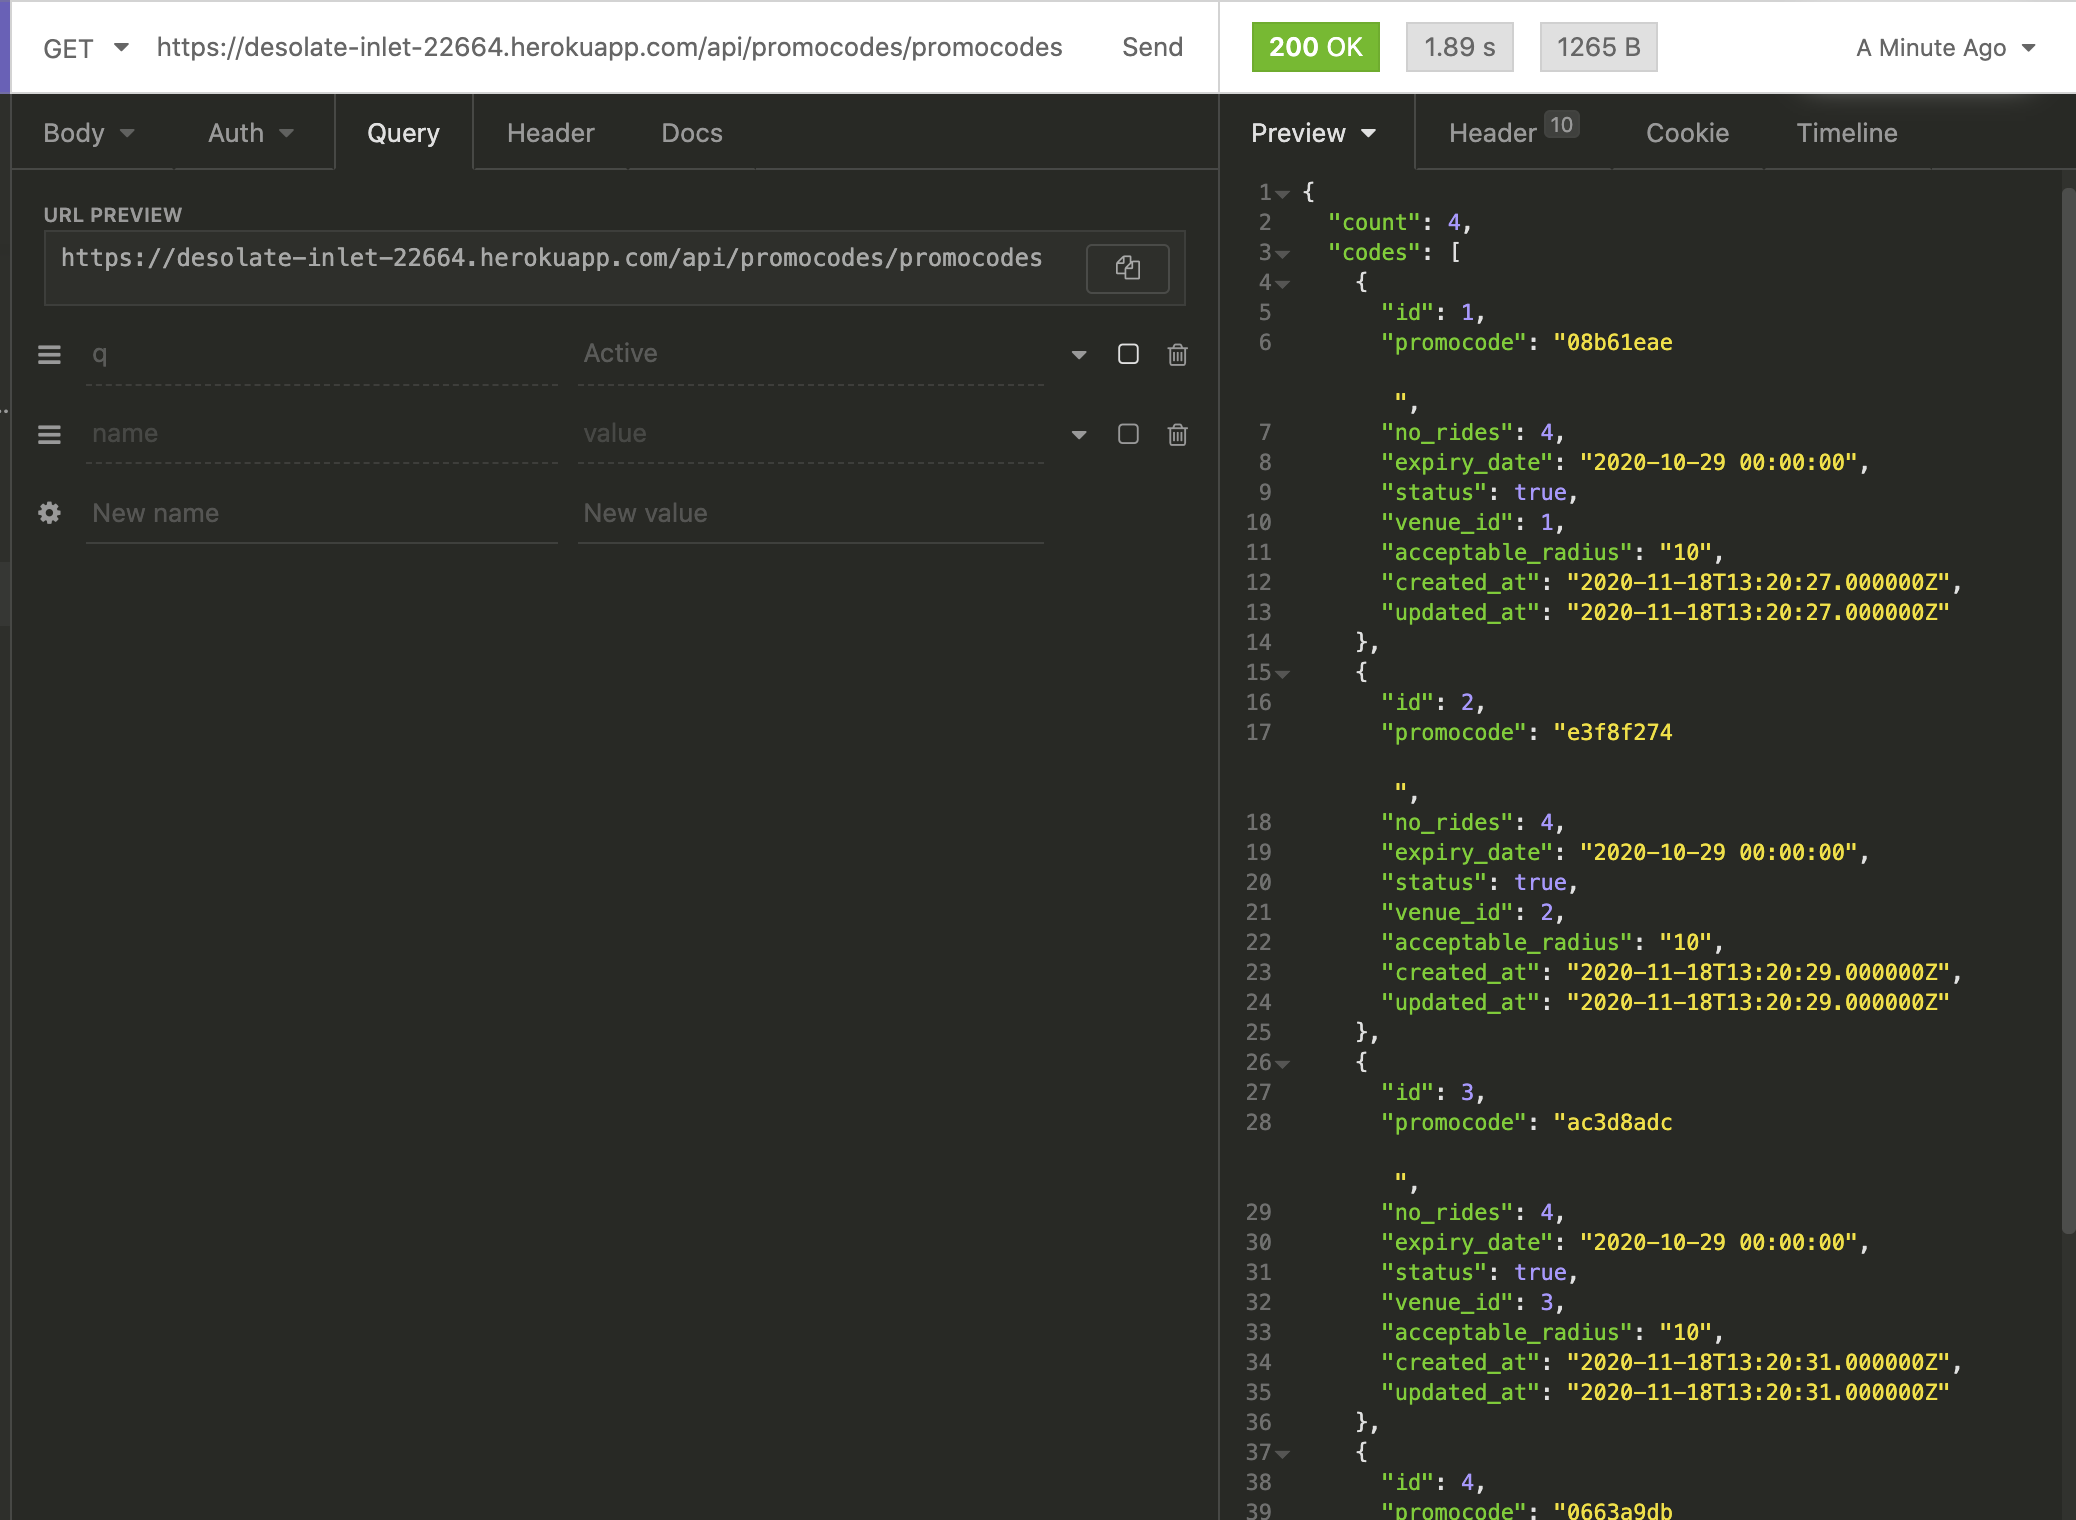 GET https://desolate-inlet-22664.herokuapp.com/api/promocodes/promocodes Send
200 OK 1.89 s 1265 B A Minute Ago
Body Auth Query Header Docs
Preview Header 10 Cookie Timeline
URL PREVIEW
https://desolate-inlet-22664.herokuapp.com/api/promocodes/promocodes
q Active
name value
New name New value
1 {
2 "count": 4,
3 "codes": [
4 {
5 "id": 1,
6 "promocode": "08b61eae
",
7 "no_rides": 4,
8 "expiry_date": "2020-10-29 00:00:00",
9 "status": true,
10 "venue_id": 1,
11 "acceptable_radius": "10",
12 "created_at": "2020-11-18T13:20:27.000000Z",
13 "updated_at": "2020-11-18T13:20:27.000000Z"
14 },
15 {
16 "id": 2,
17 "promocode": "e3f8f274
",
18 "no_rides": 4,
19 "expiry_date": "2020-10-29 00:00:00",
20 "status": true,
21 "venue_id": 2,
22 "acceptable_radius": "10",
23 "created_at": "2020-11-18T13:20:29.000000Z",
24 "updated_at": "2020-11-18T13:20:29.000000Z"
25 },
26 {
27 "id": 3,
28 "promocode": "ac3d8adc
",
29 "no_rides": 4,
30 "expiry_date": "2020-10-29 00:00:00",
31 "status": true,
32 "venue_id": 3,
33 "acceptable_radius": "10",
34 "created_at": "2020-11-18T13:20:31.000000Z",
35 "updated_at": "2020-11-18T13:20:31.000000Z"
36 },
37 {
38 "id": 4,
39 "promocode": "0663a9db